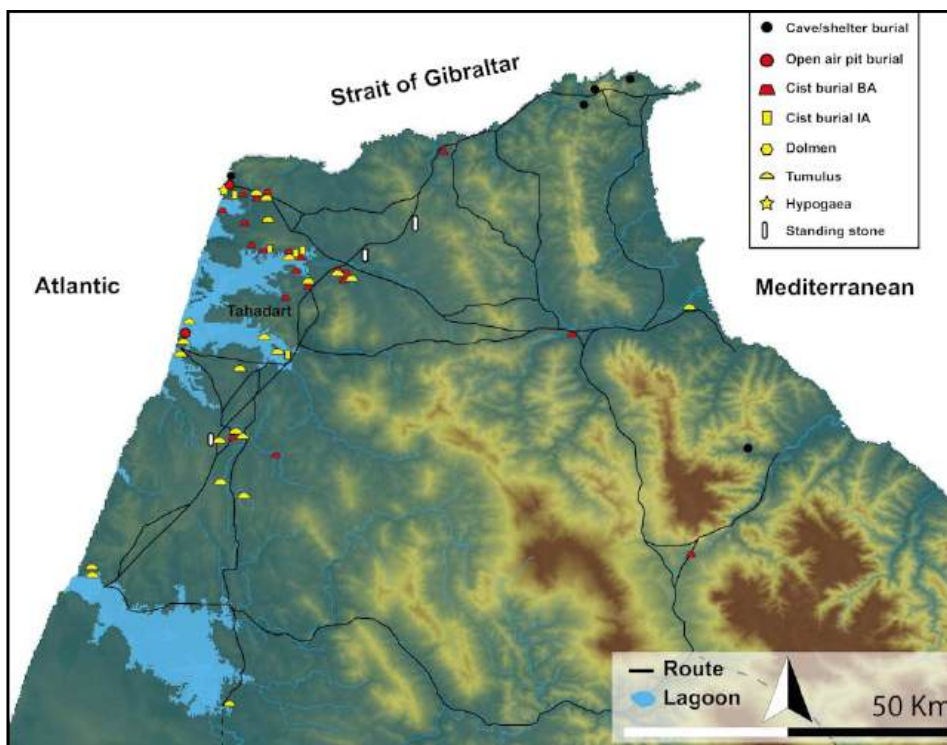 Cave/shelter burial
Open air pit burial
Cist burial BA
Cist burial IA
Dolmen
Tumulus
Hypogaea
Standing stone
Strait of Gibraltar
Atlantic
Mediterranean
Tahadart
Route
Lagoon
50 Km